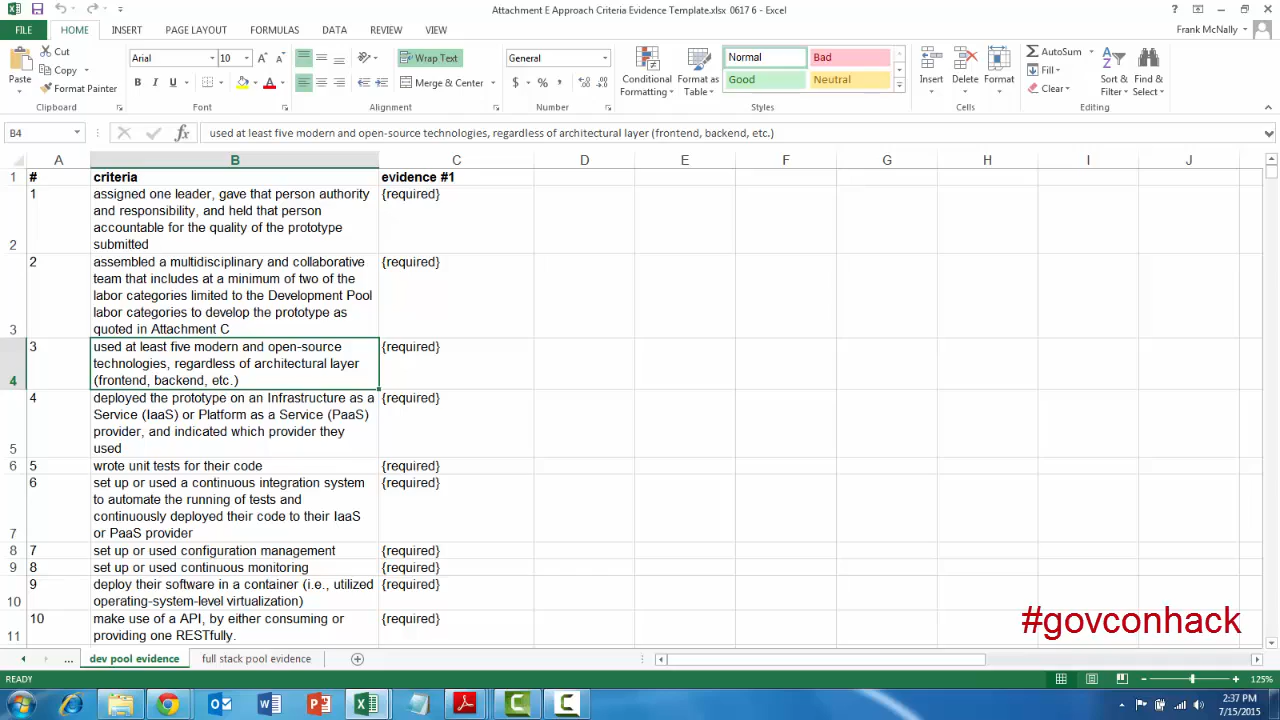 Attachment E Approach Criteria Evidence Template.xlsx 0617 6 - Excel
FILE HOME INSERT PAGE LAYOUT FORMULAS DATA REVIEW VIEW Frank McNally
Paste
Cut
Copy
Format Painter
Clipboard
Arial 10
B I U
Font
Wrap Text
Merge & Center
Alignment
General
$ % ,
Number
Conditional Formatting
Format as Table
Normal Bad
Good Neutral
Styles
Insert Delete Format
Cells
AutoSum
Fill
Clear
Sort & Filter
Find & Select
Editing
B4 fx used at least five modern and open-source technologies, regardless of architectural layer (frontend, backend, etc.)
A B C D E F G H I J
1 # criteria evidence #1
1 assigned one leader, gave that person authority {required}
and responsibility, and held that person
accountable for the quality of the prototype
2 submitted
2 assembled a multidisciplinary and collaborative {required}
team that includes at a minimum of two of the
labor categories limited to the Development Pool
labor categories to develop the prototype as
3 quoted in Attachment C
3 used at least five modern and open-source {required}
technologies, regardless of architectural layer
4 (frontend, backend, etc.)
4 deployed the prototype on an Infrastructure as a {required}
Service (IaaS) or Platform as a Service (PaaS)
provider, and indicated which provider they
5 used
6 5 wrote unit tests for their code {required}
6 set up or used a continuous integration system {required}
to automate the running of tests and
continuously deployed their code to their IaaS
7 or PaaS provider
8 7 set up or used configuration management {required}
9 8 set up or used continuous monitoring {required}
9 deploy their software in a container (i.e., utilized {required}
10 operating-system-level virtualization)
10 make use of a API, by either consuming or {required}
11 providing one RESTfully.
#govconhack
... dev pool evidence full stack pool evidence
READY 125%
2:37 PM
7/15/2015